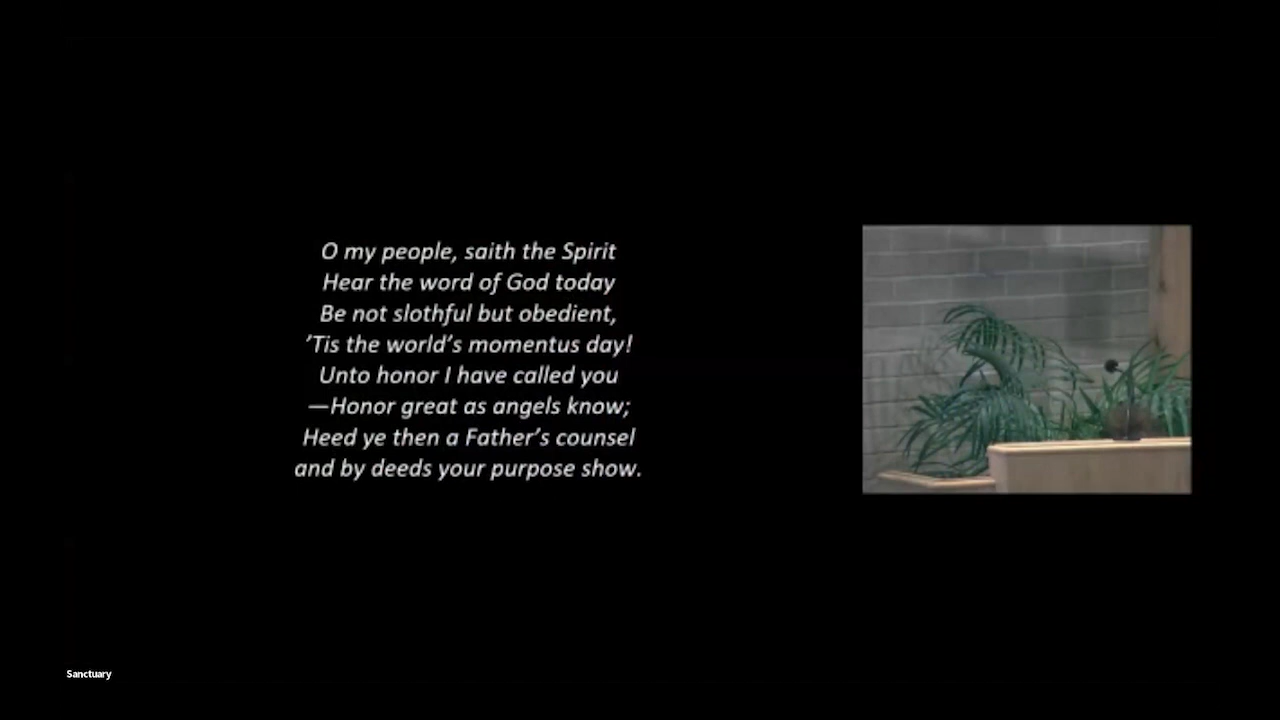 O my people, saith the Spirit
Hear the word of God today
Be not slothful but obedient,
’Tis the world’s momentus day!
Unto honor I have called you
—Honor great as angels know;
Heed ye then a Father’s counsel
and by deeds your purpose show.
Sanctuary